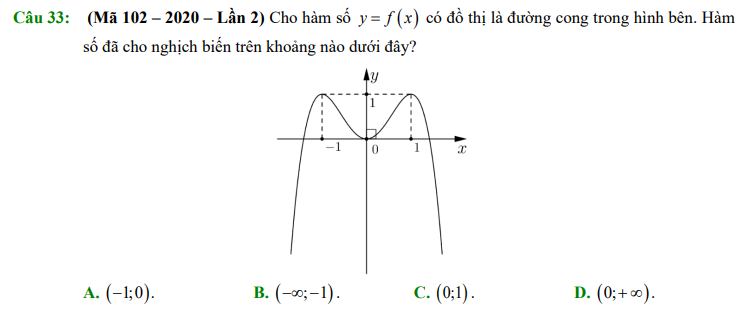 Câu 33: (Mã 102 – 2020 – Lần 2) Cho hàm số y = f(x) có đồ thị là đường cong trong hình bên. Hàm
số đã cho nghịch biến trên khoảng nào dưới đây?
y
1
−1 0 1 x
A. (−1;0). B. (−∞;−1). C. (0;1). D. (0;+∞).